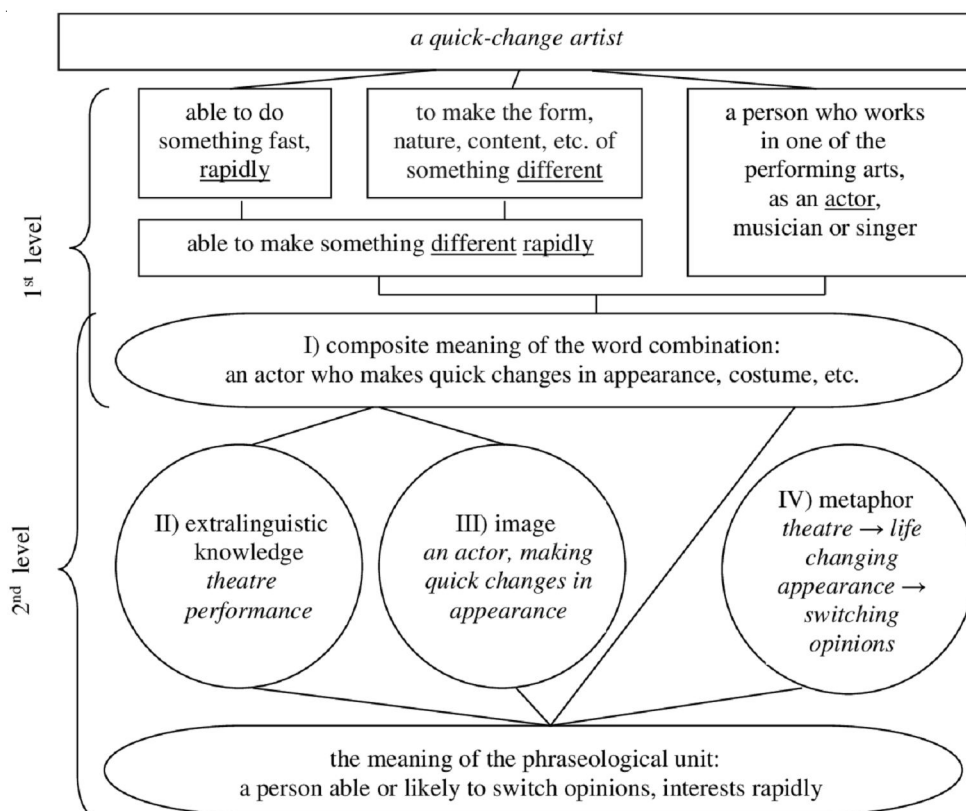 a quick-change artist
able to do
something fast,
rapidly
to make the form,
nature, content, etc. of
something different
a person who works
in one of the
performing arts,
as an actor,
musician or singer
able to make something different rapidly
1st level
I) composite meaning of the word combination:
an actor who makes quick changes in appearance, costume, etc.
2nd level
II) extralinguistic
knowledge
theatre
performance
III) image
an actor, making
quick changes in
appearance
IV) metaphor
theatre → life
changing
appearance →
switching
opinions
the meaning of the phraseological unit:
a person able or likely to switch opinions, interests rapidly